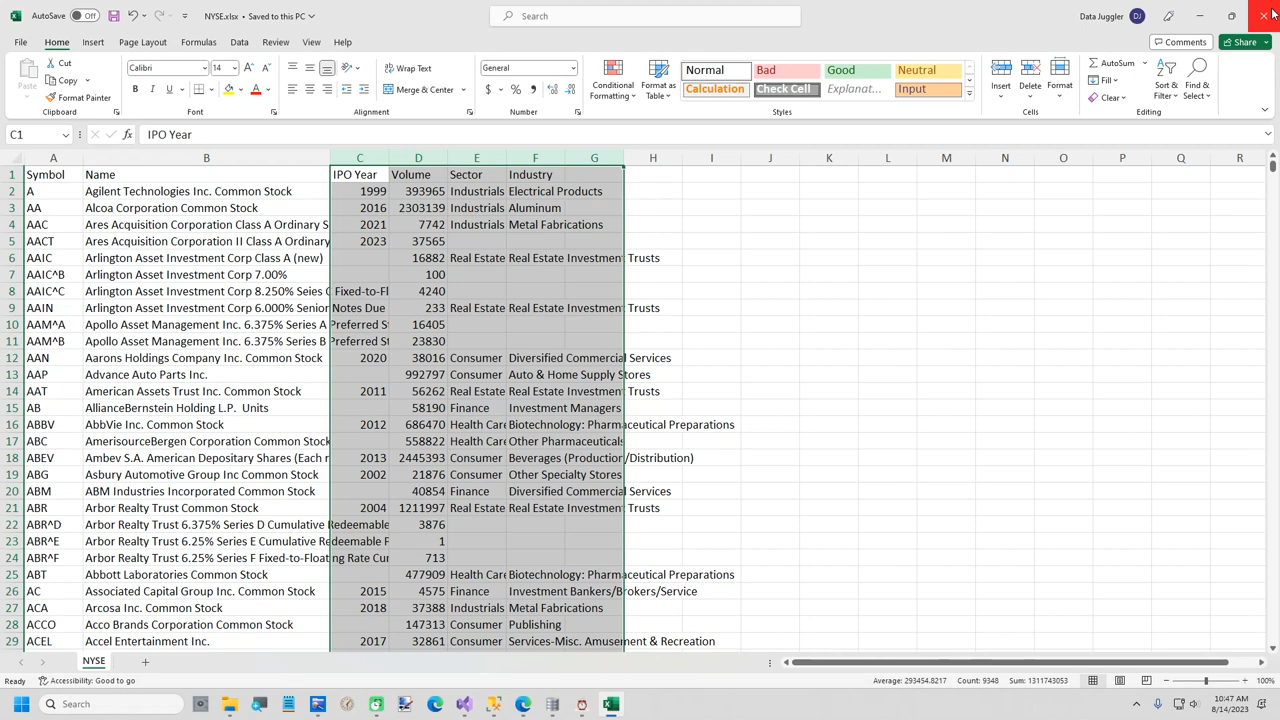 AutoSave Off NYSE.xlsx • Saved to this PC Search Data Juggler DJ
File Home Insert Page Layout Formulas Data Review View Help Comments Share
Paste Cut Copy Format Painter Clipboard
Calibri 14 B I U A Font
Wrap Text Merge & Center Alignment
General $ % Number
Conditional Formatting Format as Table Normal Bad Good Neutral Calculation Check Cell Explanat... Input Styles
Insert Delete Format Cells
AutoSum Fill Clear Sort & Filter Find & Select Editing
C1 fx IPO Year
A B C D E F G H I J K L M N O P Q R
1 Symbol Name IPO Year Volume Sector Industry
2 A Agilent Technologies Inc. Common Stock 1999 393965 Industrials Electrical Products
3 AA Alcoa Corporation Common Stock 2016 2303139 Industrials Aluminum
4 AAC Ares Acquisition Corporation Class A Ordinary S 2021 7742 Industrials Metal Fabrications
5 AACT Ares Acquisition Corporation II Class A Ordinary 2023 37565
6 AAIC Arlington Asset Investment Corp Class A (new) 16882 Real Estate Real Estate Investment Trusts
7 AAIC^B Arlington Asset Investment Corp 7.00% 100
8 AAIC^C Arlington Asset Investment Corp 8.250% Seies C Fixed-to-Fl 4240
9 AAIN Arlington Asset Investment Corp 6.000% Senior Notes Due 233 Real Estate Real Estate Investment Trusts
10 AAM^A Apollo Asset Management Inc. 6.375% Series A Preferred St 16405
11 AAM^B Apollo Asset Management Inc. 6.375% Series B Preferred St 23830
12 AAN Aarons Holdings Company Inc. Common Stock 2020 38016 Consumer Diversified Commercial Services
13 AAP Advance Auto Parts Inc. 992797 Consumer Auto & Home Supply Stores
14 AAT American Assets Trust Inc. Common Stock 2011 56262 Real Estate Real Estate Investment Trusts
15 AB AllianceBernstein Holding L.P. Units 58190 Finance Investment Managers
16 ABBV AbbVie Inc. Common Stock 2012 686470 Health Care Biotechnology: Pharmaceutical Preparations
17 ABC AmerisourceBergen Corporation Common Stock 558822 Health Care Other Pharmaceuticals
18 ABEV Ambev S.A. American Depositary Shares (Each r 2013 2445393 Consumer Beverages (Production/Distribution)
19 ABG Asbury Automotive Group Inc Common Stock 2002 21876 Consumer Other Specialty Stores
20 ABM ABM Industries Incorporated Common Stock 40854 Finance Diversified Commercial Services
21 ABR Arbor Realty Trust Common Stock 2004 1211997 Real Estate Real Estate Investment Trusts
22 ABR^D Arbor Realty Trust 6.375% Series D Cumulative Redeemable 3876
23 ABR^E Arbor Realty Trust 6.25% Series E Cumulative Redeemable F 1
24 ABR^F Arbor Realty Trust 6.25% Series F Fixed-to-Floating Rate Cu 713
25 ABT Abbott Laboratories Common Stock 477909 Health Care Biotechnology: Pharmaceutical Preparations
26 AC Associated Capital Group Inc. Common Stock 2015 4575 Finance Investment Bankers/Brokers/Service
27 ACA Arcosa Inc. Common Stock 2018 37388 Industrials Metal Fabrications
28 ACCO Acco Brands Corporation Common Stock 147313 Consumer Publishing
29 ACEL Accel Entertainment Inc. 2017 32861 Consumer Services-Misc. Amusement & Recreation
NYSE
Ready Accessibility: Good to go Average: 293454.8217 Count: 9348 Sum: 1311743053 100%
Search 10:47 AM
8/14/2023